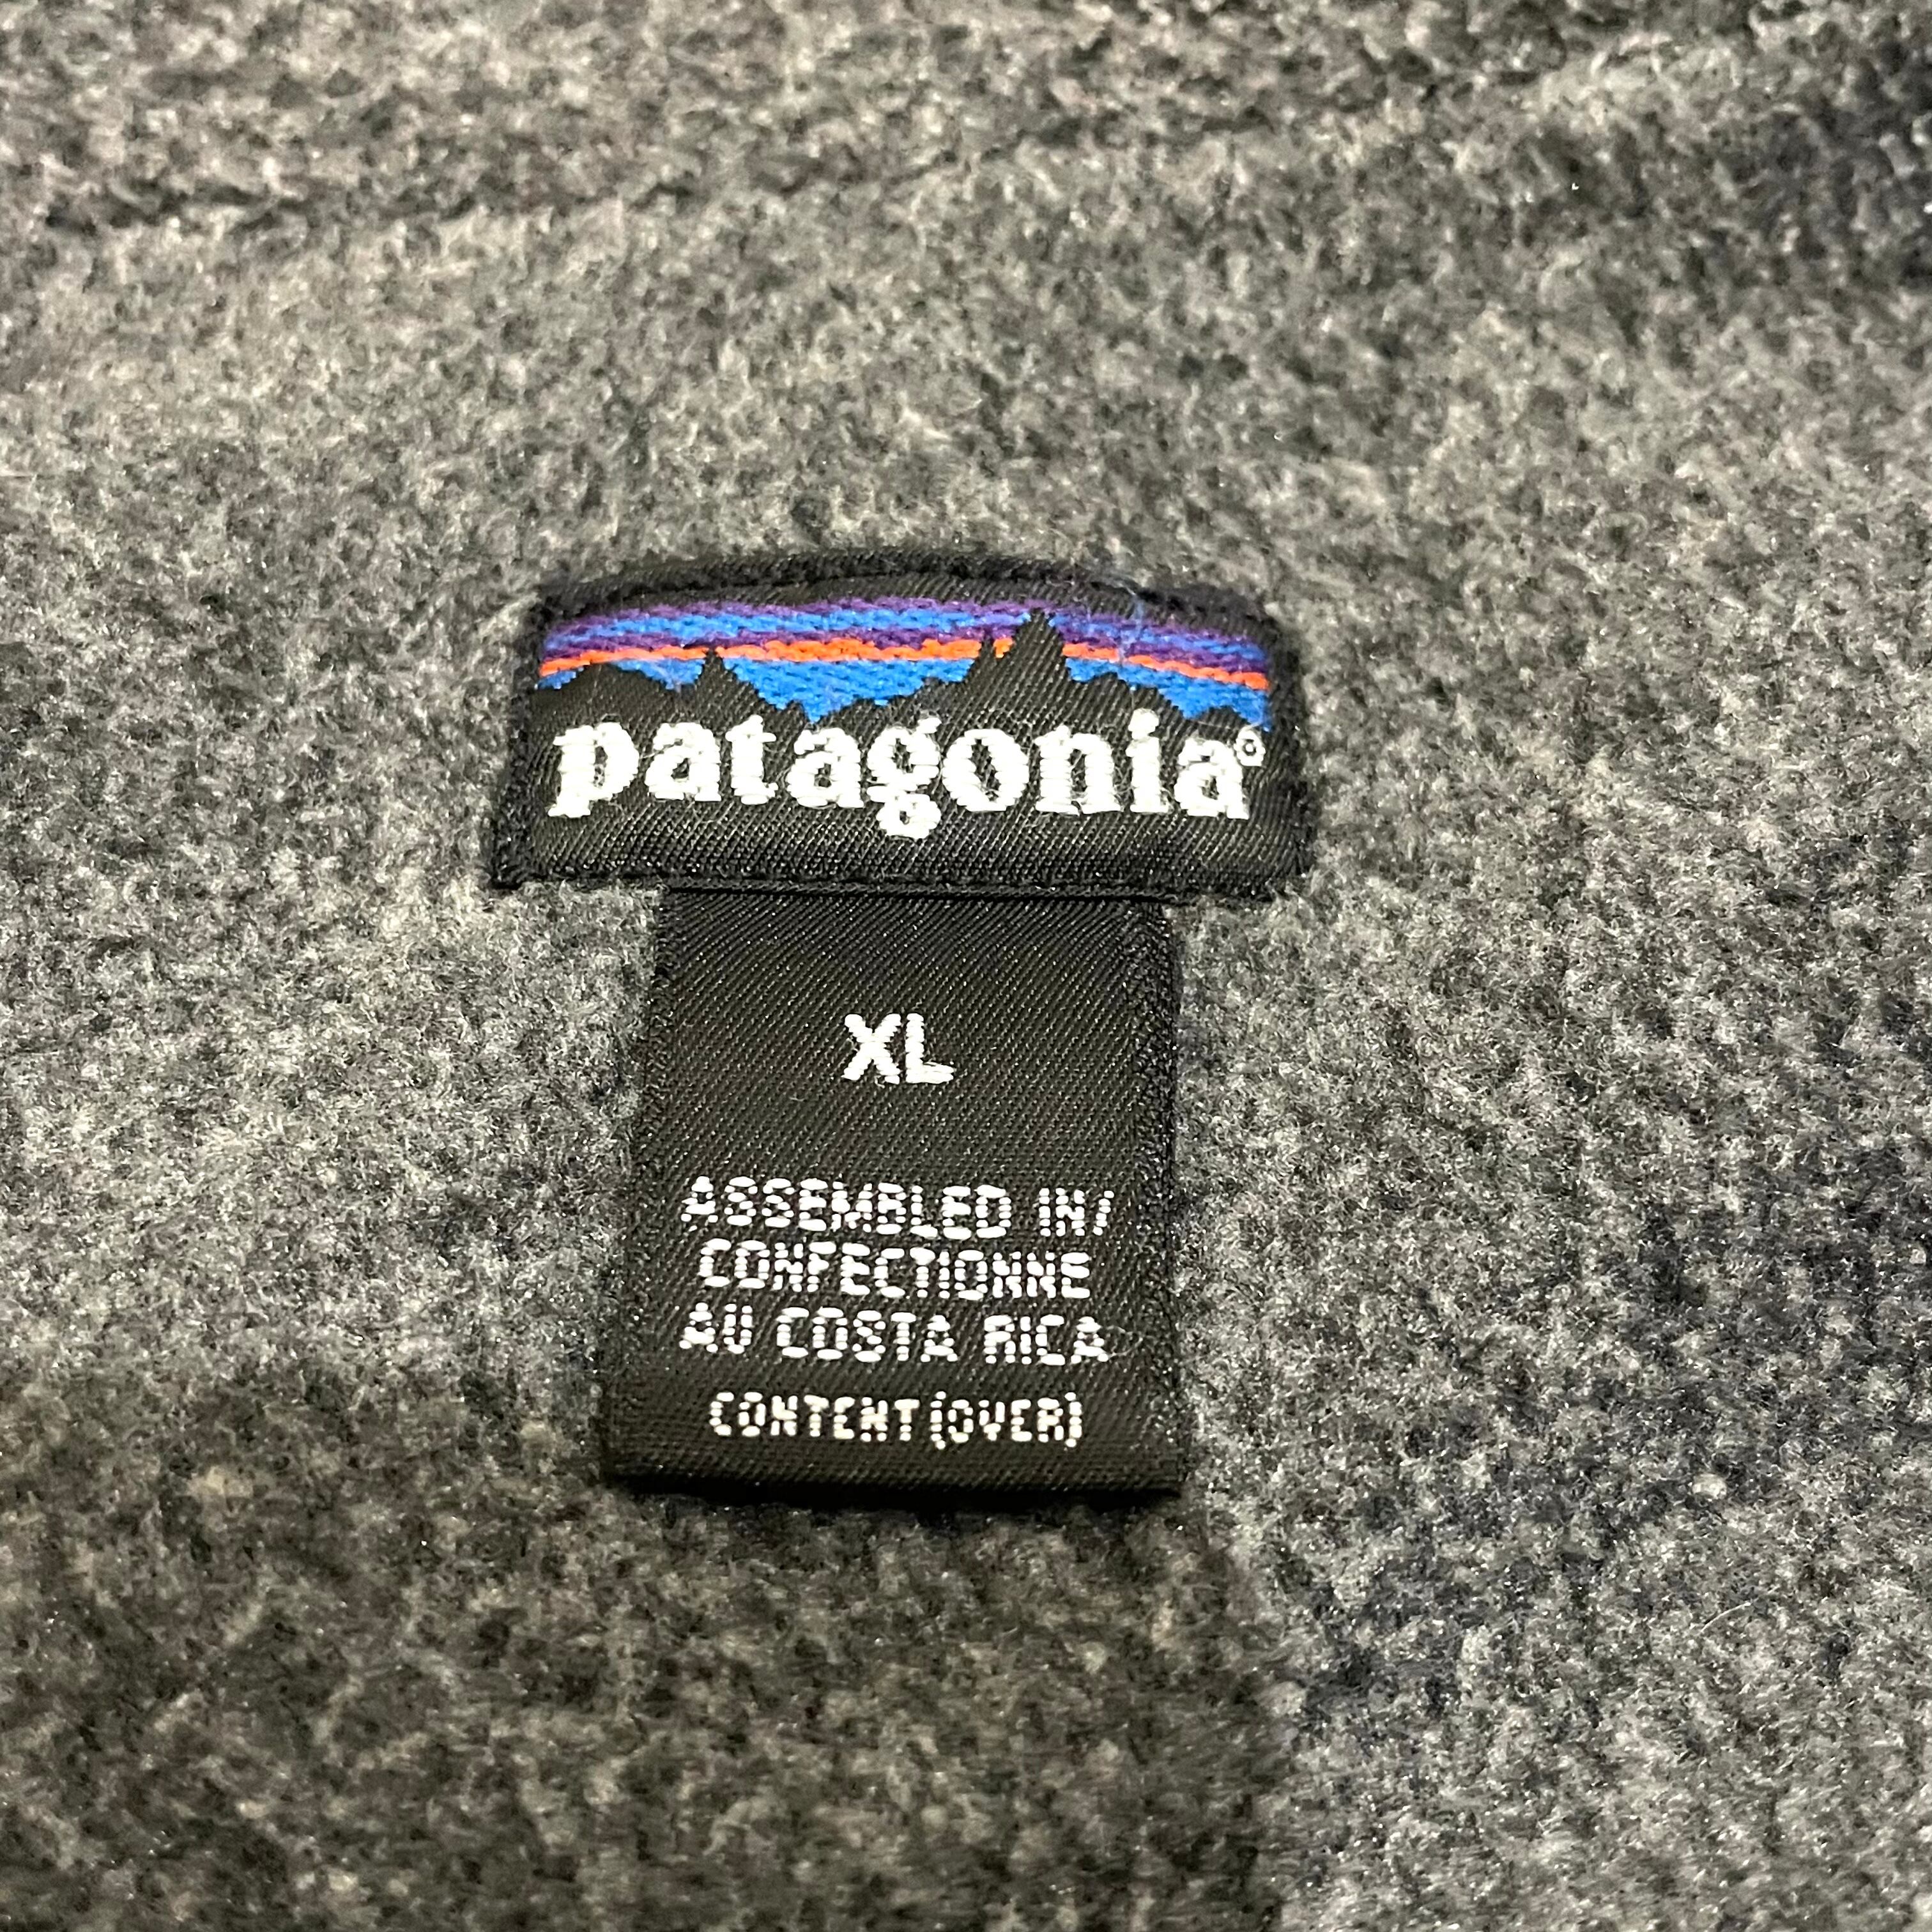 patagonia®
XL
ASSEMBLED IN/
CONFECTIONNE
AU COSTA RICA
CONTENT(OVER)